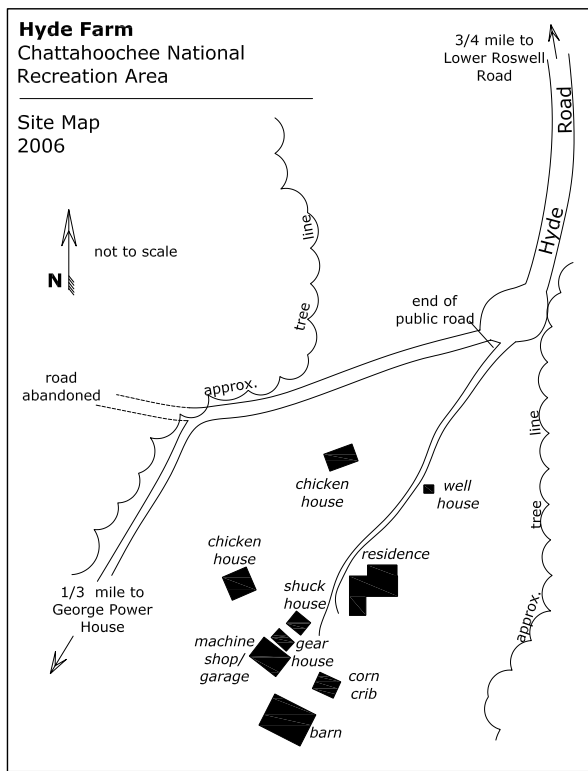 Hyde Farm
Chattahoochee National
Recreation Area
Site Map
2006
3/4 mile to
Lower Roswell
Road
Hyde Road
N
not to scale
tree line
approx.
end of
public road
road
abandoned
chicken
house
well
house
approx. tree line
chicken
house
residence
shuck
house
1/3 mile to
George Power
House
machine
shop/
garage
gear
house
corn
crib
barn